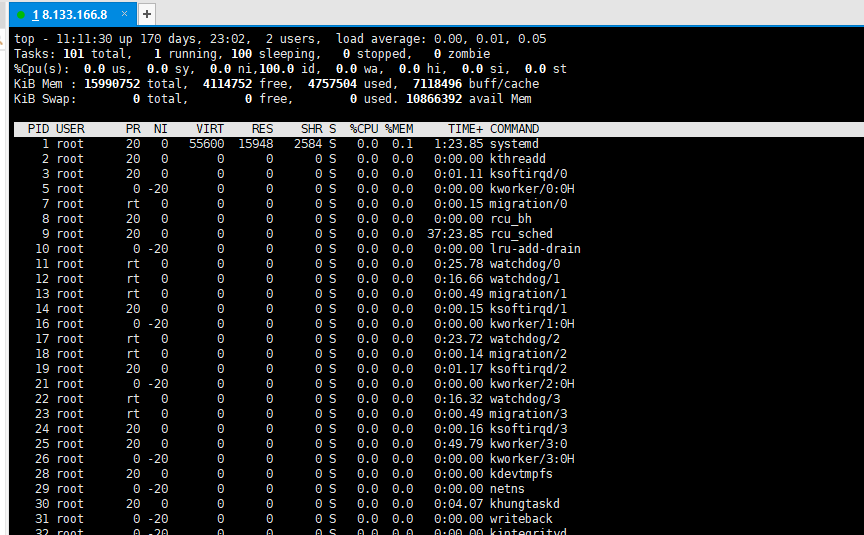 1 8.133.166.8 × +
top - 11:11:30 up 170 days, 23:02,  2 users,  load average: 0.00, 0.01, 0.05
Tasks: 101 total,   1 running, 100 sleeping,   0 stopped,   0 zombie
%Cpu(s):  0.0 us,  0.0 sy,  0.0 ni,100.0 id,  0.0 wa,  0.0 hi,  0.0 si,  0.0 st
KiB Mem : 15990752 total,  4114752 free,  4757504 used,  7118496 buff/cache
KiB Swap:        0 total,        0 free,        0 used. 10866392 avail Mem
PID USER      PR  NI    VIRT    RES    SHR S  %CPU %MEM     TIME+ COMMAND
1 root      20   0   55600  15948   2584 S   0.0  0.1   1:23.85 systemd
2 root      20   0       0      0      0 S   0.0  0.0   0:00.00 kthreadd
3 root      20   0       0      0      0 S   0.0  0.0   0:01.11 ksoftirqd/0
5 root       0 -20       0      0      0 S   0.0  0.0   0:00.00 kworker/0:0H
7 root      rt   0       0      0      0 S   0.0  0.0   0:00.15 migration/0
8 root      20   0       0      0      0 S   0.0  0.0   0:00.00 rcu_bh
9 root      20   0       0      0      0 S   0.0  0.0  37:23.85 rcu_sched
10 root       0 -20       0      0      0 S   0.0  0.0   0:00.00 lru-add-drain
11 root      rt   0       0      0      0 S   0.0  0.0   0:25.78 watchdog/0
12 root      rt   0       0      0      0 S   0.0  0.0   0:16.66 watchdog/1
13 root      rt   0       0      0      0 S   0.0  0.0   0:00.49 migration/1
14 root      20   0       0      0      0 S   0.0  0.0   0:00.15 ksoftirqd/1
16 root       0 -20       0      0      0 S   0.0  0.0   0:00.00 kworker/1:0H
17 root      rt   0       0      0      0 S   0.0  0.0   0:23.72 watchdog/2
18 root      rt   0       0      0      0 S   0.0  0.0   0:00.14 migration/2
19 root      20   0       0      0      0 S   0.0  0.0   0:01.17 ksoftirqd/2
21 root       0 -20       0      0      0 S   0.0  0.0   0:00.00 kworker/2:0H
22 root      rt   0       0      0      0 S   0.0  0.0   0:16.32 watchdog/3
23 root      rt   0       0      0      0 S   0.0  0.0   0:00.49 migration/3
24 root      20   0       0      0      0 S   0.0  0.0   0:00.16 ksoftirqd/3
25 root      20   0       0      0      0 S   0.0  0.0   0:49.79 kworker/3:0
26 root       0 -20       0      0      0 S   0.0  0.0   0:00.00 kworker/3:0H
28 root      20   0       0      0      0 S   0.0  0.0   0:00.00 kdevtmpfs
29 root       0 -20       0      0      0 S   0.0  0.0   0:00.00 netns
30 root      20   0       0      0      0 S   0.0  0.0   0:04.07 khungtaskd
31 root       0 -20       0      0      0 S   0.0  0.0   0:00.00 writeback
32 root       0 -20       0      0      0 S   0.0  0.0   0:00.00 kintegrityd